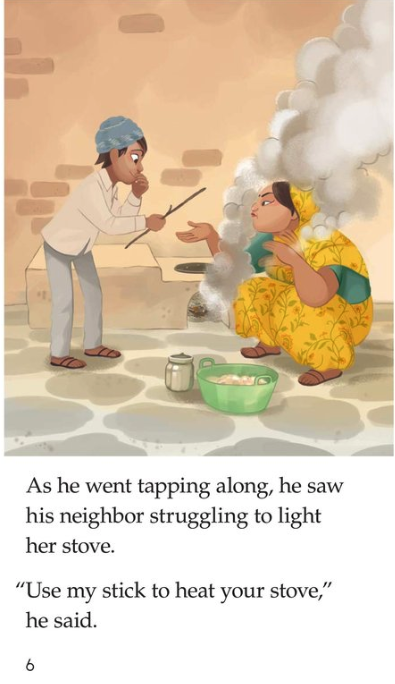 As he went tapping along, he saw
his neighbor struggling to light
her stove.
“Use my stick to heat your stove,”
he said.
6